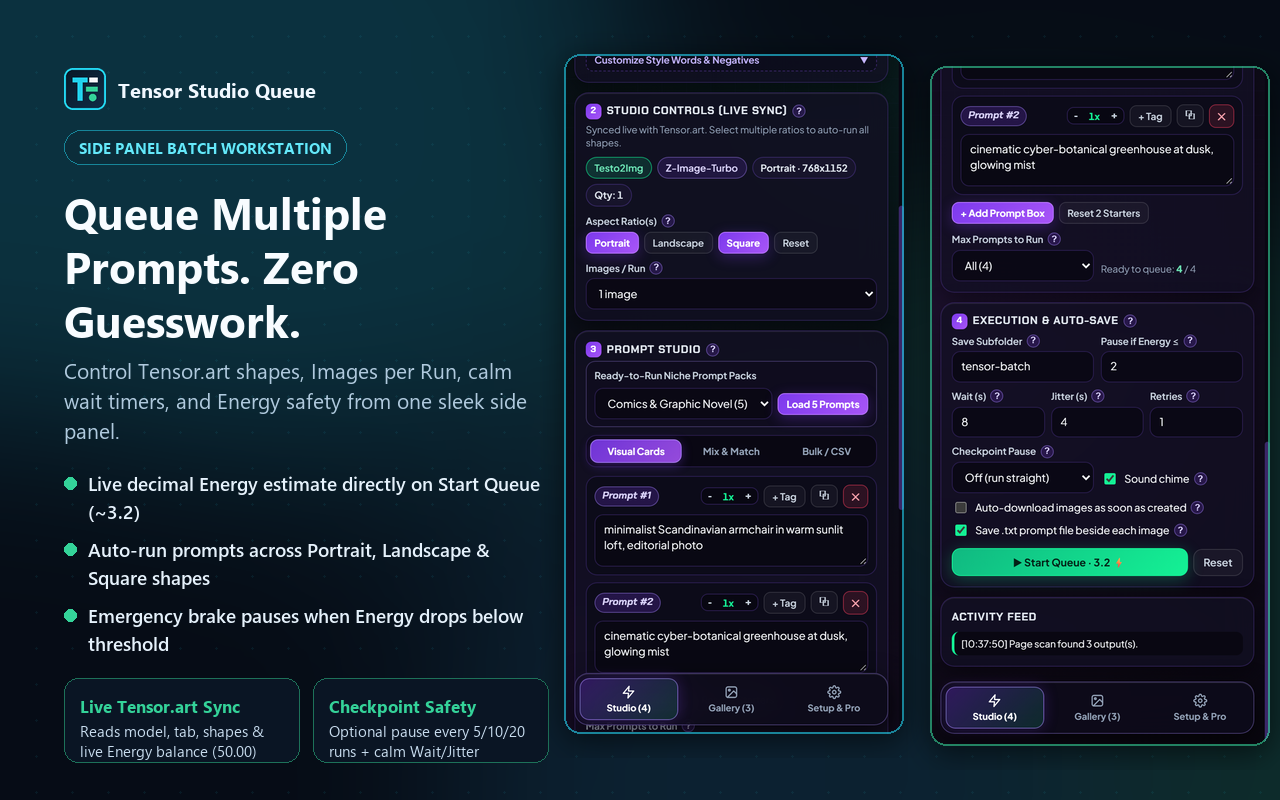 Tensor Studio Queue
SIDE PANEL BATCH WORKSTATION
Queue Multiple
Prompts. Zero
Guesswork.
Control Tensor.art shapes, Images per Run, calm
wait timers, and Energy safety from one sleek side
panel.
Live decimal Energy estimate directly on Start Queue
(~3.2)
Auto-run prompts across Portrait, Landscape &
Square shapes
Emergency brake pauses when Energy drops below
threshold
Live Tensor.art Sync
Reads model, tab, shapes &
live Energy balance (50.00)
Checkpoint Safety
Optional pause every 5/10/20
runs + calm Wait/Jitter
Customize Style Words & Negatives ▼
2 STUDIO CONTROLS (LIVE SYNC) ?
Synced live with Tensor.art. Select multiple ratios to auto-run all
shapes.
Testo2Img Z-Image-Turbo Portrait · 768x1152
Qty: 1
Aspect Ratio(s) ?
Portrait Landscape Square Reset
Images / Run ?
1 image
3 PROMPT STUDIO ?
Ready-to-Run Niche Prompt Packs
Comics & Graphic Novel (5) Load 5 Prompts
Visual Cards Mix & Match Bulk / CSV
Prompt #1 - 1x + + Tag ✕
minimalist Scandinavian armchair in warm sunlit
loft, editorial photo
Prompt #2 - 1x + + Tag ✕
cinematic cyber-botanical greenhouse at dusk,
glowing mist
Studio (4) Gallery (3) Setup & Pro
Max Prompts to Run ?
Prompt #2 - 1x + + Tag ✕
cinematic cyber-botanical greenhouse at dusk,
glowing mist
+ Add Prompt Box Reset 2 Starters
Max Prompts to Run ?
All (4) Ready to queue: 4 / 4
4 EXECUTION & AUTO-SAVE ?
Save Subfolder ? Pause if Energy ≤ ?
tensor-batch 2
Wait (s) ? Jitter (s) ? Retries ?
8 4 1
Checkpoint Pause ?
Off (run straight) Sound chime ?
Auto-download images as soon as created ?
Save .txt prompt file beside each image ?
▶ Start Queue · 3.2 ⚡ Reset
ACTIVITY FEED
[10:37:50] Page scan found 3 output(s).
Studio (4) Gallery (3) Setup & Pro